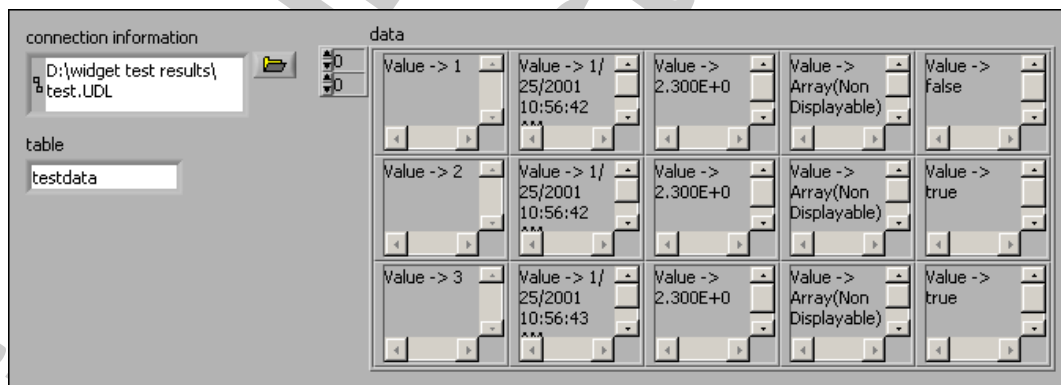 connection information
D:\widget test results\
test.UDL
table
testdata
0
0
data
Value -> 1
Value -> 1/
25/2001
10:56:42
Value ->
2.300E+0
Value ->
Array(Non
Displayable)
Value ->
false
Value -> 2
Value -> 1/
25/2001
10:56:42
Value ->
2.300E+0
Value ->
Array(Non
Displayable)
Value ->
true
Value -> 3
Value -> 1/
25/2001
10:56:43
Value ->
2.300E+0
Value ->
Array(Non
Displayable)
Value ->
true